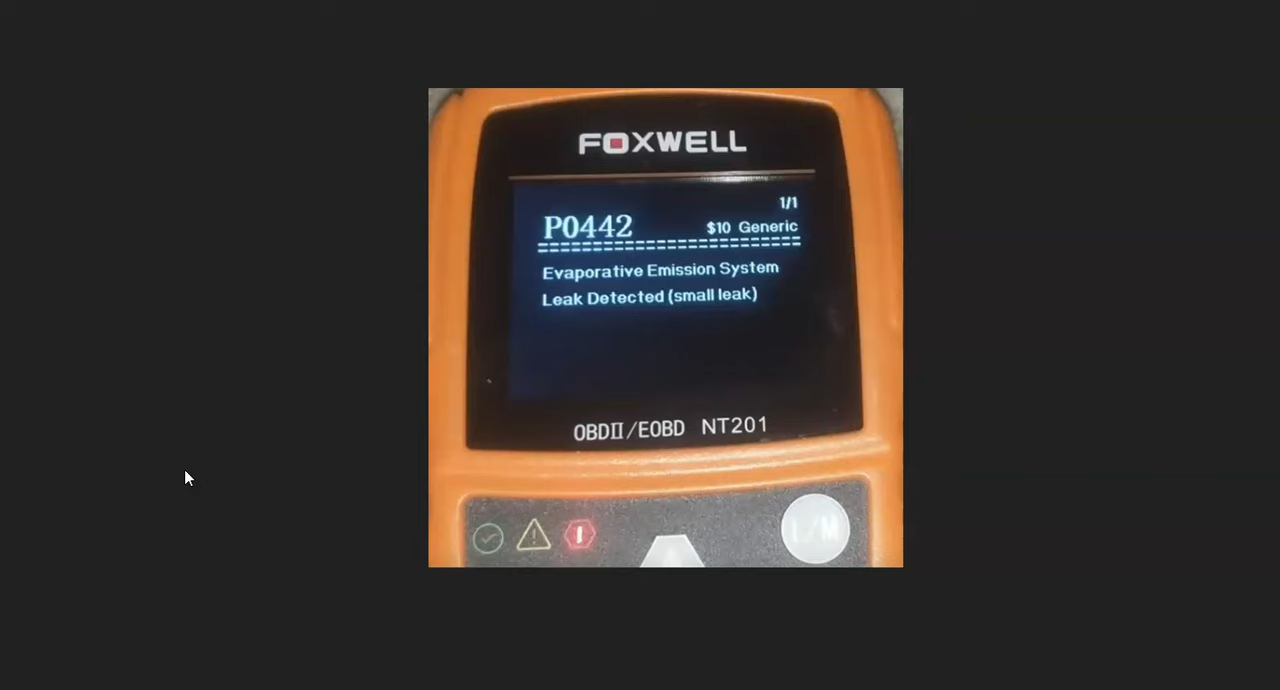 FOXWELL
1/1
P0442 $10 Generic
Evaporative Emission System
Leak Detected (small leak)
OBDII/EOBD NT201
I/M